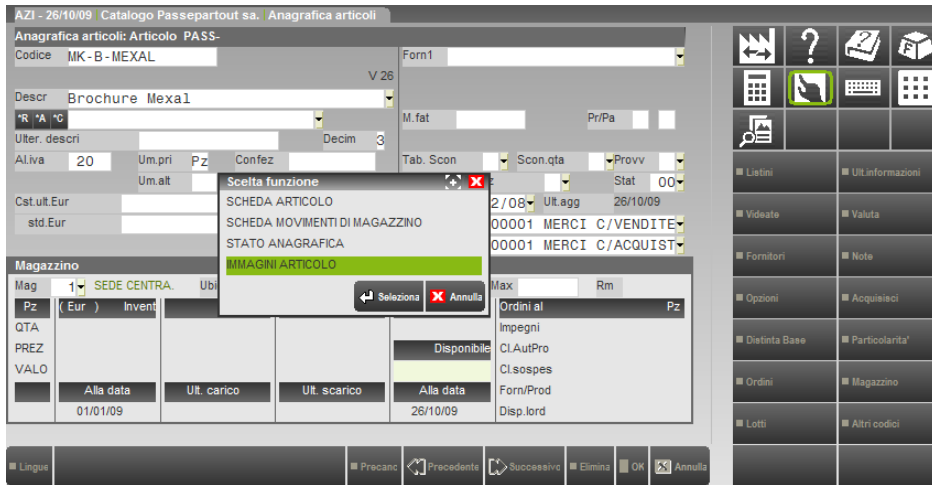 AZI - 26/10/09 Catalogo Passepartout sa. Anagrafica articoli
Anagrafica articoli: Articolo PASS-
Codice MK-B-MEXAL Forn1
V 26
Descr Brochure Mexal
*R *A *C M.fat Pr/Pa
Ulter. descri Decim 3
Al.iva 20 Um.pri Pz Confez Tab. Scon Scon.qta Provv
Um.alt Stat 00
Cst.ult.Eur 2/08 Ult.agg 26/10/09
std.Eur 00001 MERCI C/VENDITE
00001 MERCI C/ACQUIST
Scelta funzione
SCHEDA ARTICOLO
SCHEDA MOVIMENTI DI MAGAZZINO
STATO ANAGRAFICA
IMMAGINI ARTICOLO
Seleziona Annulla
Magazzino
Mag 1 SEDE CENTRA. Ubi Max Rm
Pz ( Eur ) Invent Ordini al Pz
QTA Impegni
PREZ Disponibile Cl.AutPro
VALO Cl.sospes
Alla data Ult. carico Ult. scarico Alla data Forn/Prod
01/01/09 26/10/09 Disp.lord
Listini Ult.informazioni
Videate Valuta
Fornitori Note
Opzioni Acquisisci
Distinta Base Particolarita'
Ordini Magazzino
Lotti Altri codici
Lingue Precanc Precedente Successivo Elimina OK Annulla